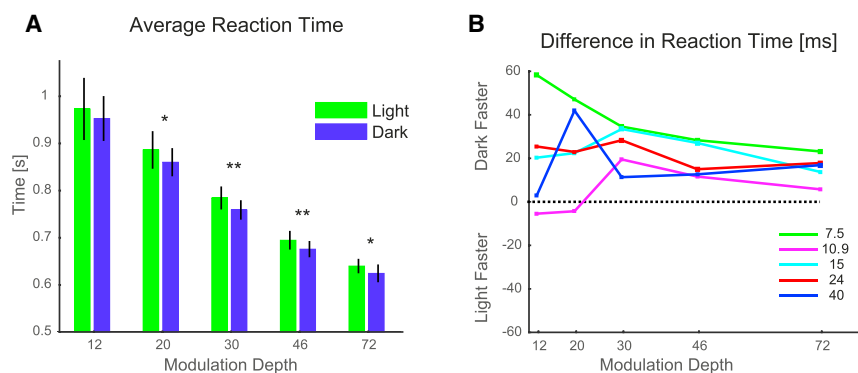 A
Average Reaction Time
Time [s]
1
0.9
0.8
0.7
0.6
0.5
*
**
**
*
Light
Dark
12 20 30 46 72
Modulation Depth
B
Difference in Reaction Time [ms]
Dark Faster
Light Faster
60
40
20
0
-20
-40
-60
7.5
10.9
15
24
40
12 20 30 46 72
Modulation Depth